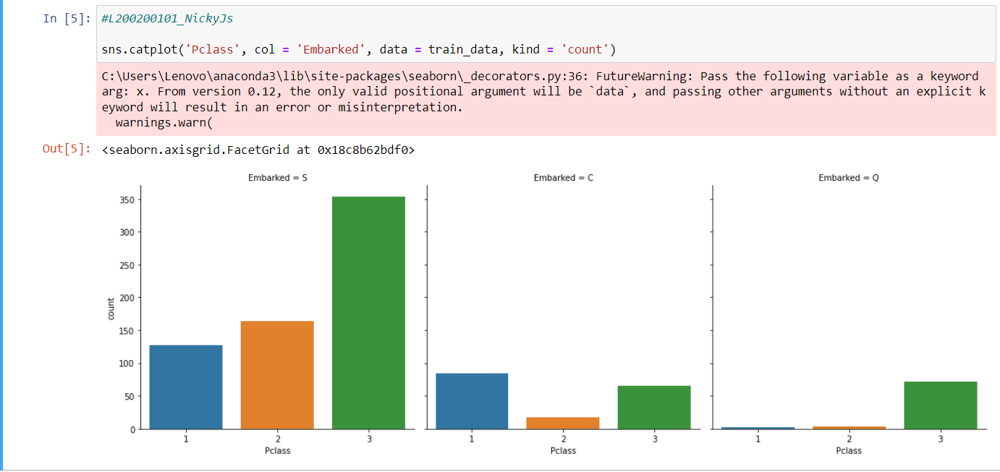 In [5]: #L200200101_NickyJs
sns.catplot('Pclass', col = 'Embarked', data = train_data, kind = 'count')
C:\Users\Lenovo\anaconda3\lib\site-packages\seaborn\_decorators.py:36: FutureWarning: Pass the following variable as a keyword
arg: x. From version 0.12, the only valid positional argument will be `data`, and passing other arguments without an explicit k
eyword will result in an error or misinterpretation.
warnings.warn(
Out[5]: <seaborn.axisgrid.FacetGrid at 0x18c8b62bdf0>
Embarked = S
Embarked = C
Embarked = Q
350
300
250
200
150
100
50
0
count
1 2 3
Pclass
1 2 3
Pclass
1 2 3
Pclass